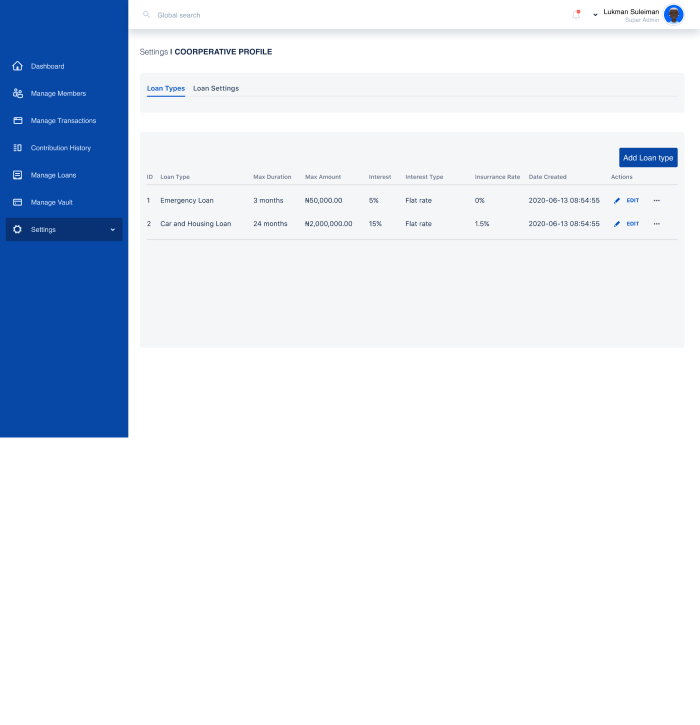 Global search
Lukman Suleiman
Super Admin
Settings I COORPERATIVE PROFILE
Dashboard
Manage Members
Manage Transactions
Contribution History
Manage Loans
Manage Vault
Settings
Loan Types Loan Settings
Add Loan type
ID Loan Type Max Duration Max Amount Interest Interest Type Insurrance Rate Date Created Actions
1 Emergency Loan 3 months ₦50,000.00 5% Flat rate 0% 2020-06-13 08:54:55 EDIT ...
2 Car and Housing Loan 24 months ₦2,000,000.00 15% Flat rate 1.5% 2020-06-13 08:54:55 EDIT ...